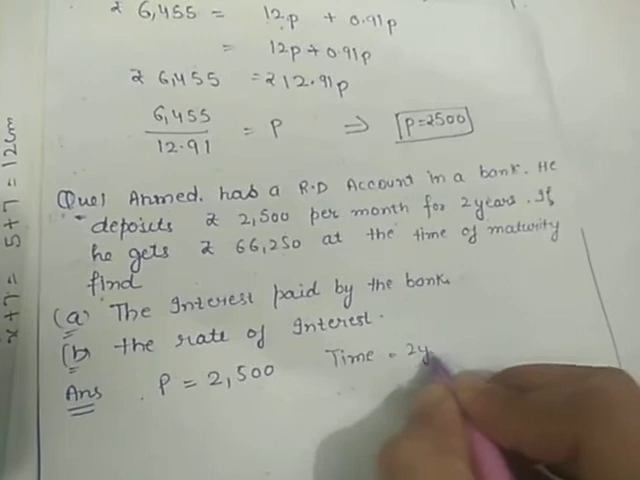 ₹ 6,455 = 12p + 0.91p
= 12p + 0.91p
₹ 6,455 = ₹ 12.91p
6,455
12.91
= P ⇒ p=2500
Que1 Ahmed. has a R.D Account in a bank. He
deposits ₹ 2,500 per month for 2 years. If
he gets ₹ 66,250 at the time of maturity
find
(a) The Interest paid by the bank.
(b) the rate of Interest.
Ans . P = 2,500 Time = 2y
x+7 = 5+7 = 12cm